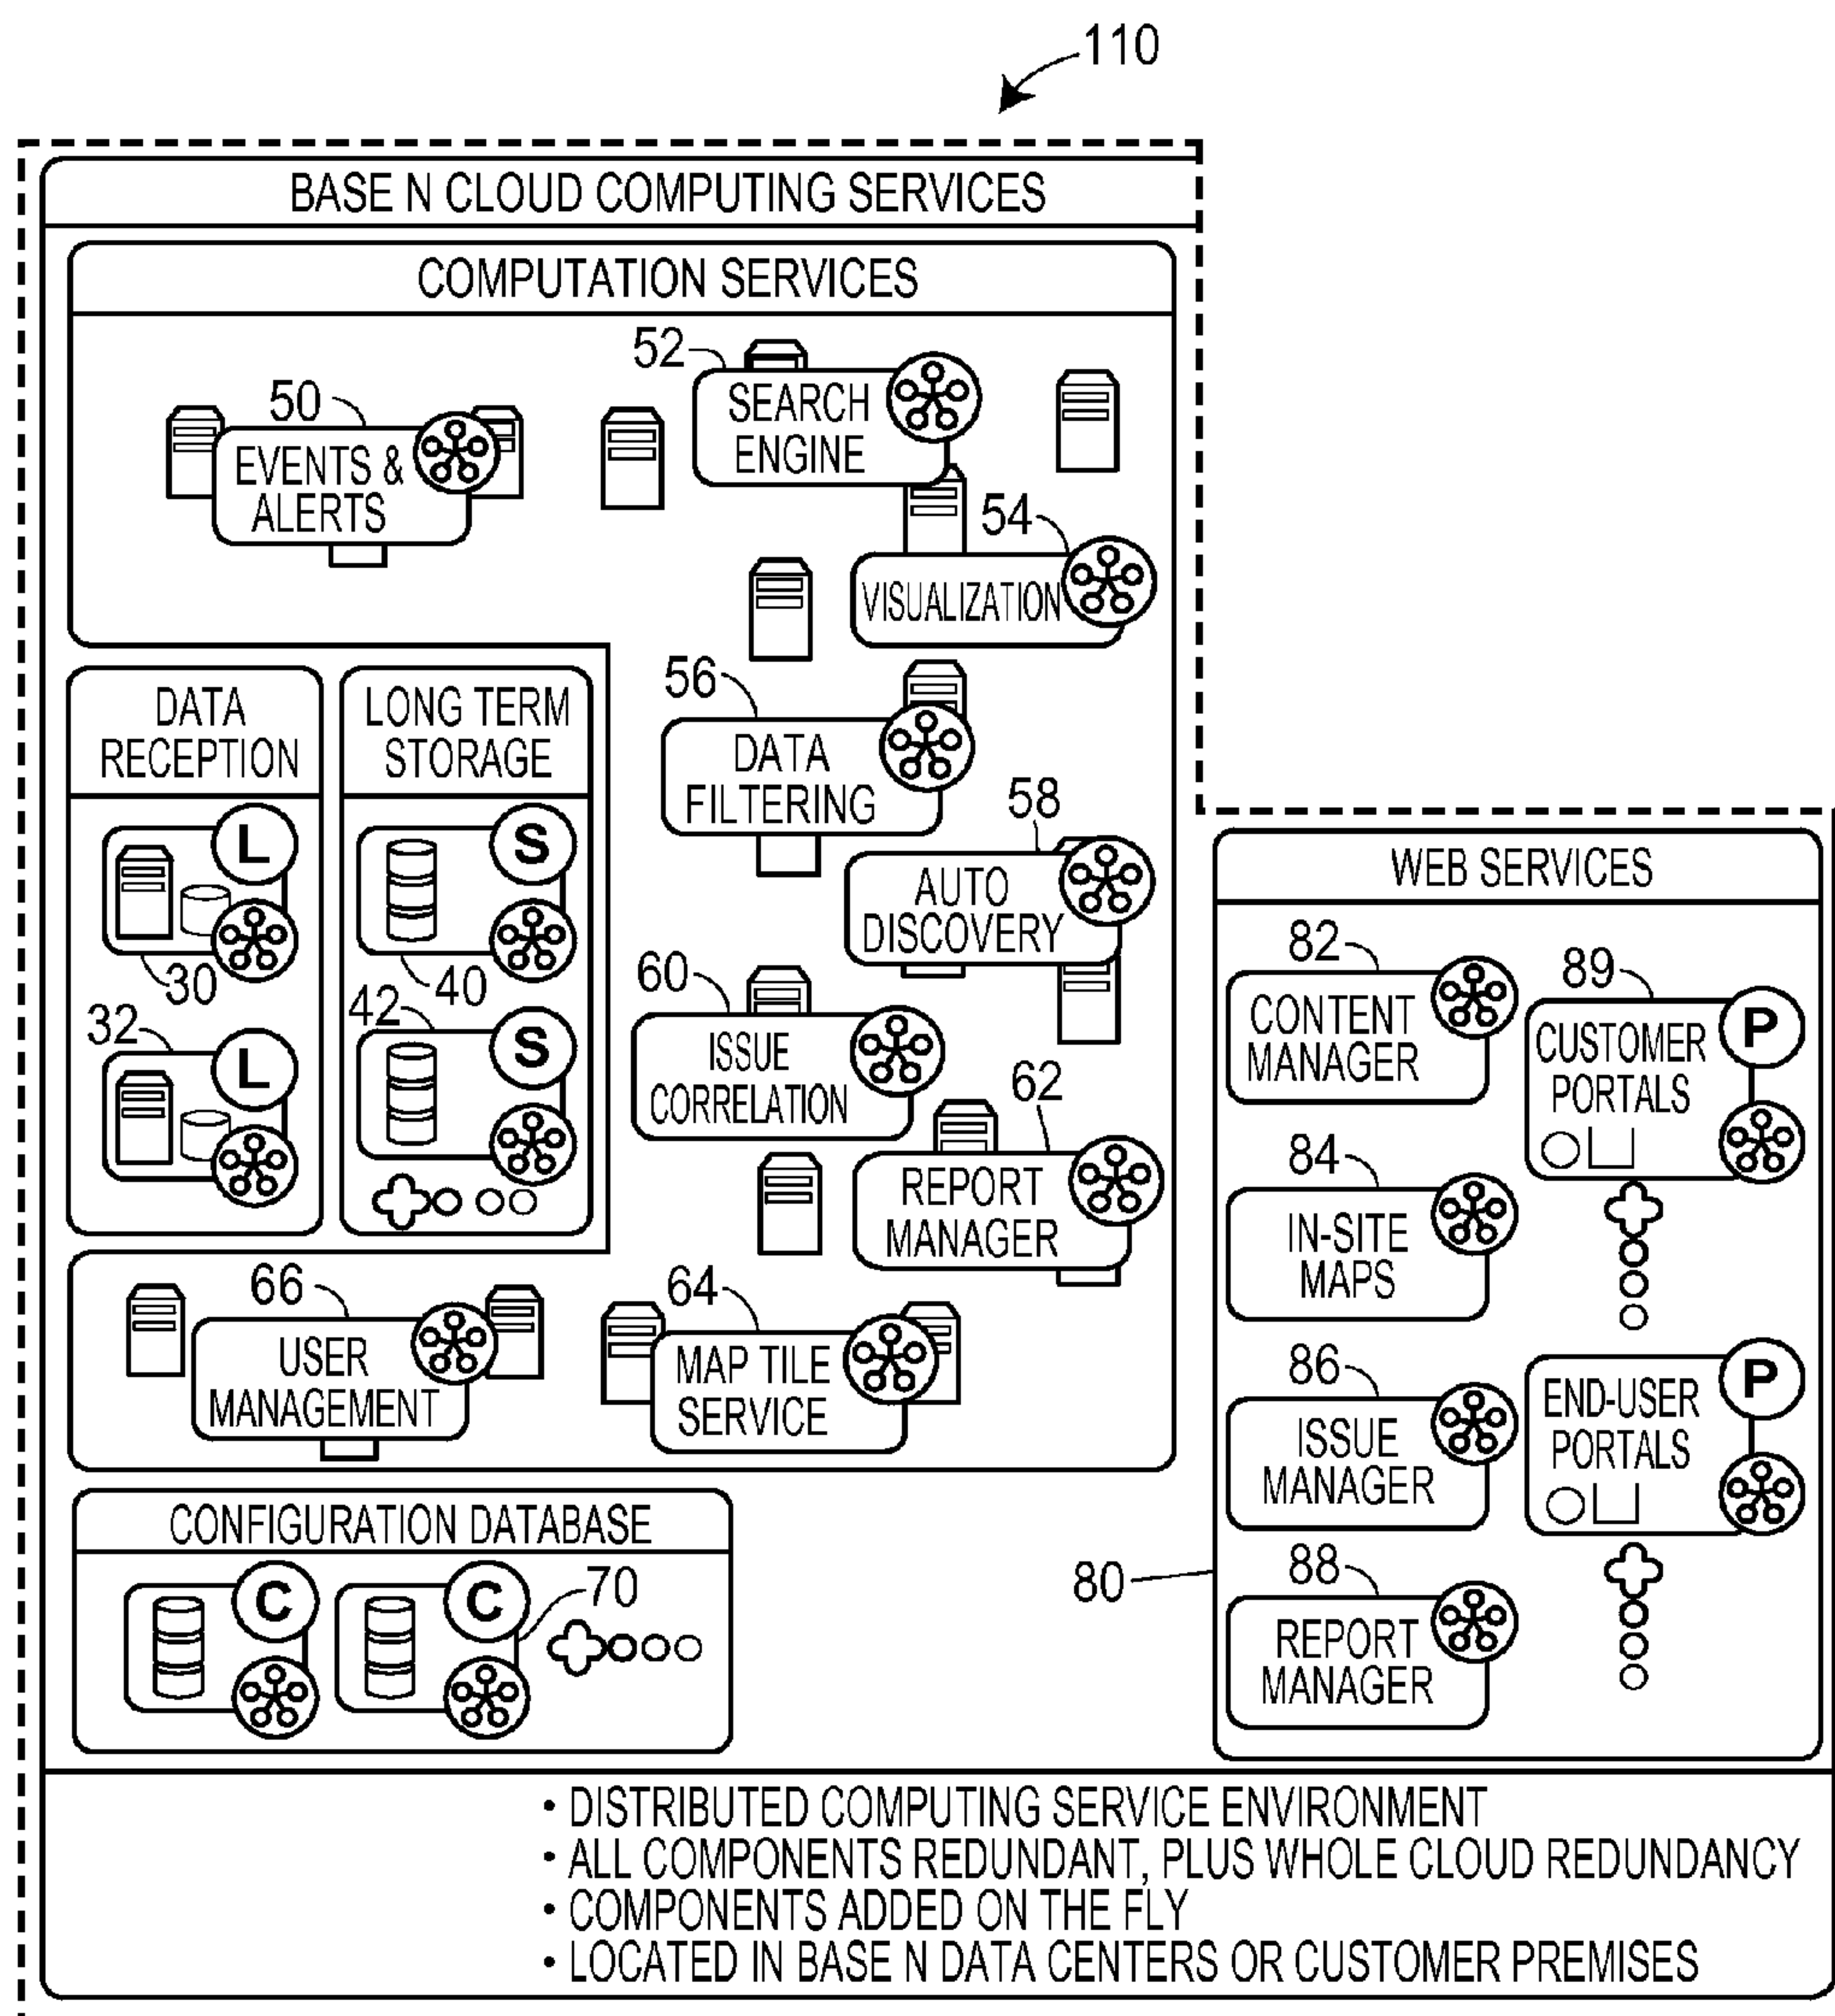 110
BASE N CLOUD COMPUTING SERVICES
COMPUTATION SERVICES
52
SEARCH
ENGINE
50
EVENTS &
ALERTS
54
VISUALIZATION
56
DATA
FILTERING
58
AUTO
DISCOVERY
60
ISSUE
CORRELATION
62
REPORT
MANAGER
64
MAP TILE
SERVICE
66
USER
MANAGEMENT
DATA
RECEPTION
L
30
32
L
LONG TERM
STORAGE
S
40
42
S
CONFIGURATION DATABASE
C
C
70
WEB SERVICES
80
82
CONTENT
MANAGER
84
IN-SITE
MAPS
86
ISSUE
MANAGER
88
REPORT
MANAGER
89
CUSTOMER
PORTALS
P
END-USER
PORTALS
P
• DISTRIBUTED COMPUTING SERVICE ENVIRONMENT
• ALL COMPONENTS REDUNDANT, PLUS WHOLE CLOUD REDUNDANCY
• COMPONENTS ADDED ON THE FLY
• LOCATED IN BASE N DATA CENTERS OR CUSTOMER PREMISES